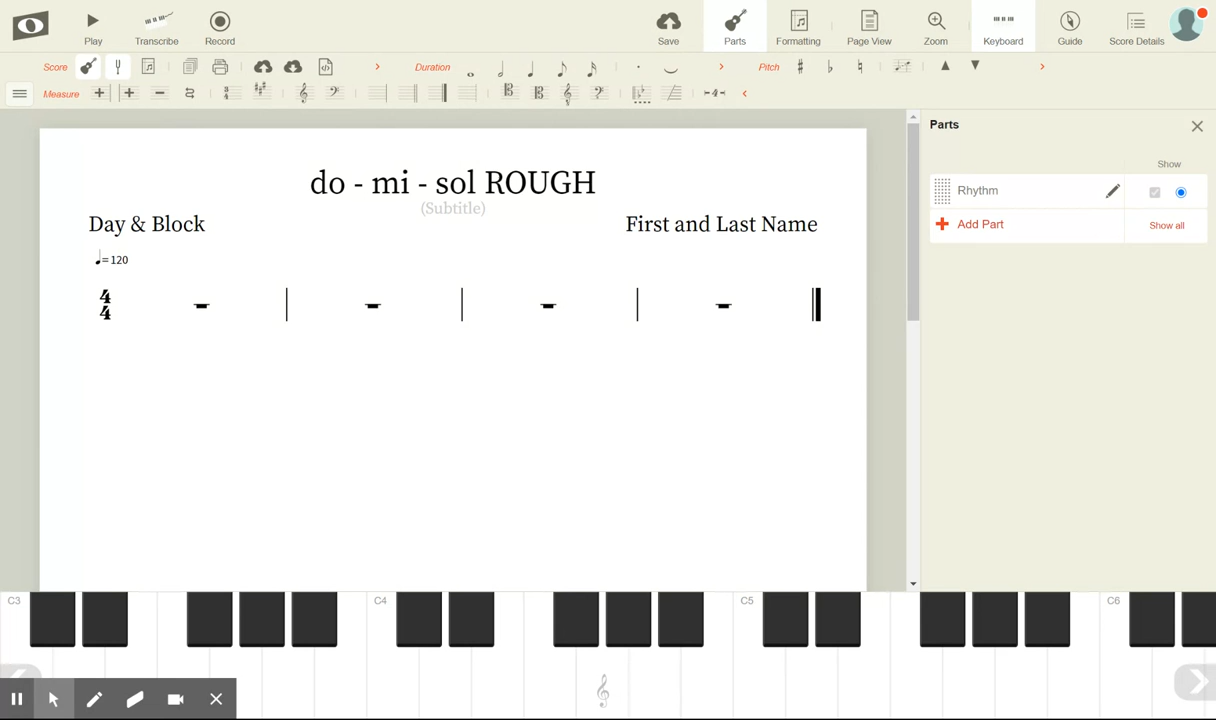 Play Transcribe Record Save Parts Formatting Page View Zoom Keyboard Guide Score Details
Score Duration Pitch
Measure
Parts
Show
Rhythm
Add Part Show all
do - mi - sol ROUGH
(Subtitle)
Day & Block First and Last Name
= 120
4
4
C3 C4 C5 C6